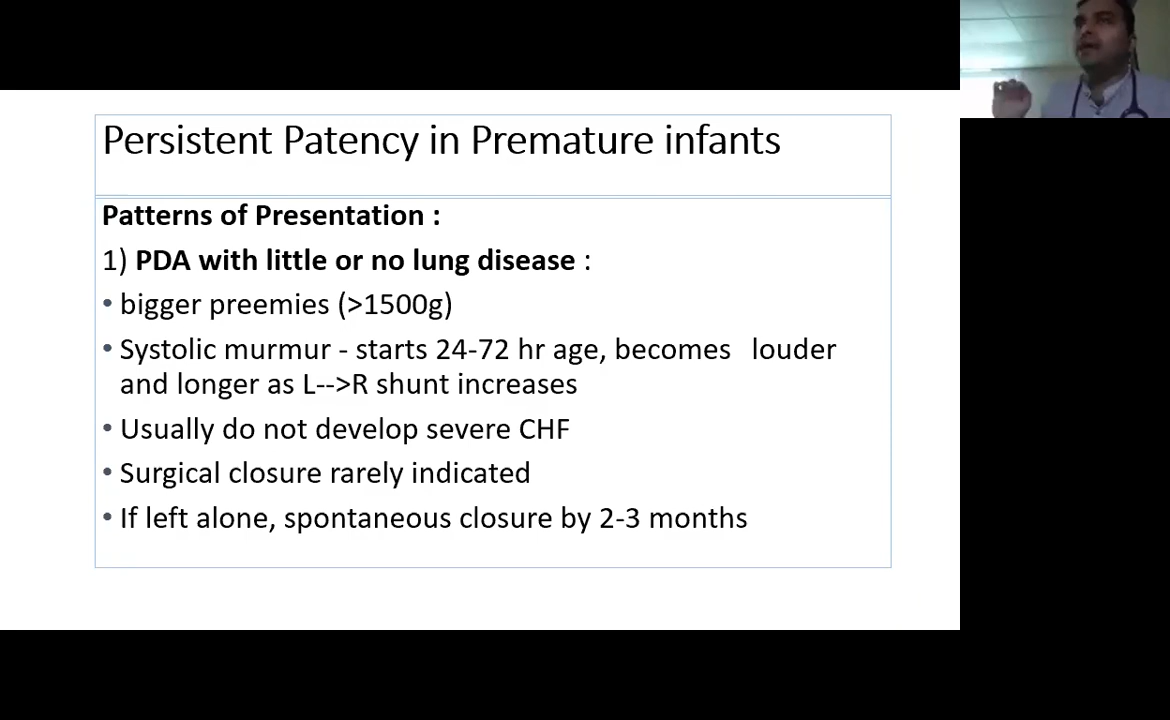 Persistent Patency in Premature infants
Patterns of Presentation :
1) PDA with little or no lung disease :
• bigger preemies (>1500g)
• Systolic murmur - starts 24-72 hr age, becomes louder
and longer as L-->R shunt increases
• Usually do not develop severe CHF
• Surgical closure rarely indicated
• If left alone, spontaneous closure by 2-3 months